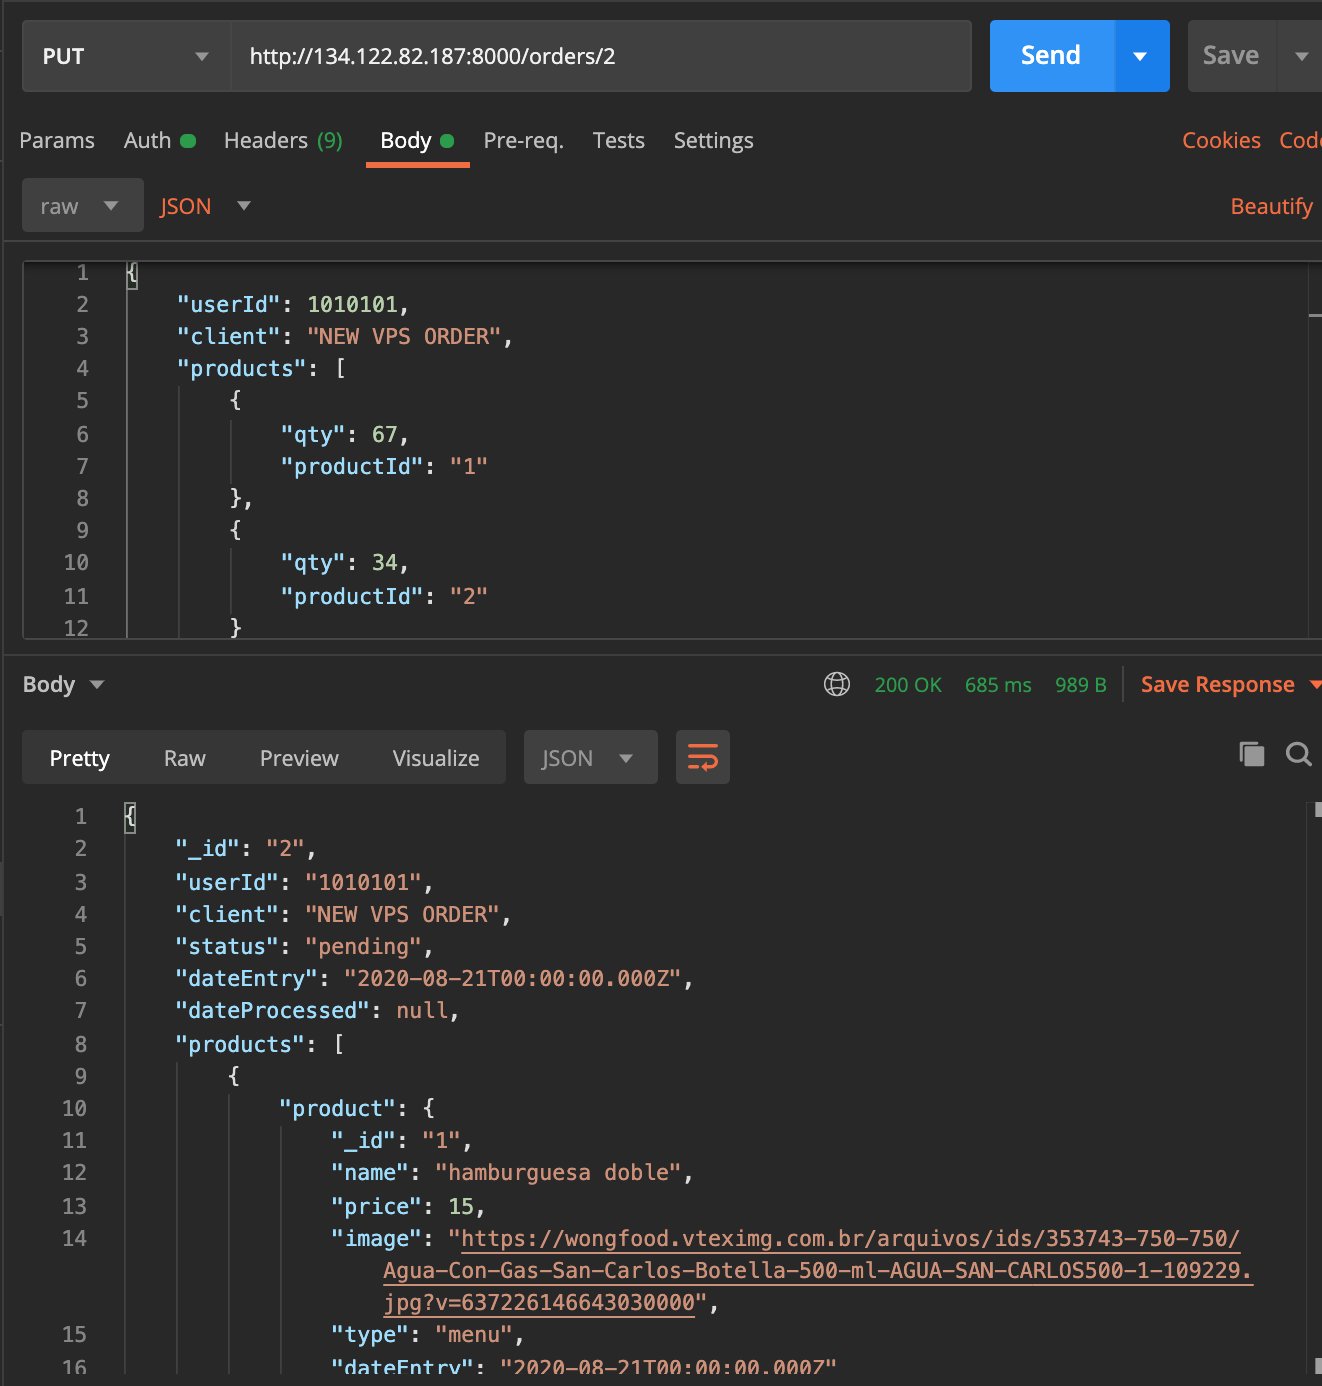 PUT http://134.122.82.187:8000/orders/2 Send Save
Params Auth Headers (9) Body Pre-req. Tests Settings Cookies Cod
raw JSON Beautify
1 {
2 "userId": 1010101,
3 "client": "NEW VPS ORDER",
4 "products": [
5 {
6 "qty": 67,
7 "productId": "1"
8 },
9 {
10 "qty": 34,
11 "productId": "2"
12 }
Body 200 OK 685 ms 989 B Save Response
Pretty Raw Preview Visualize JSON
1 {
2 "_id": "2",
3 "userId": "1010101",
4 "client": "NEW VPS ORDER",
5 "status": "pending",
6 "dateEntry": "2020-08-21T00:00:00.000Z",
7 "dateProcessed": null,
8 "products": [
9 {
10 "product": {
11 "_id": "1",
12 "name": "hamburguesa doble",
13 "price": 15,
14 "image": "https://wongfood.vteximg.com.br/arquivos/ids/353743-750-750/
Agua-Con-Gas-San-Carlos-Botella-500-ml-AGUA-SAN-CARLOS500-1-109229.
jpg?v=637226146643030000",
15 "type": "menu",
16 "dateEntry": "2020-08-21T00:00:00.000Z"